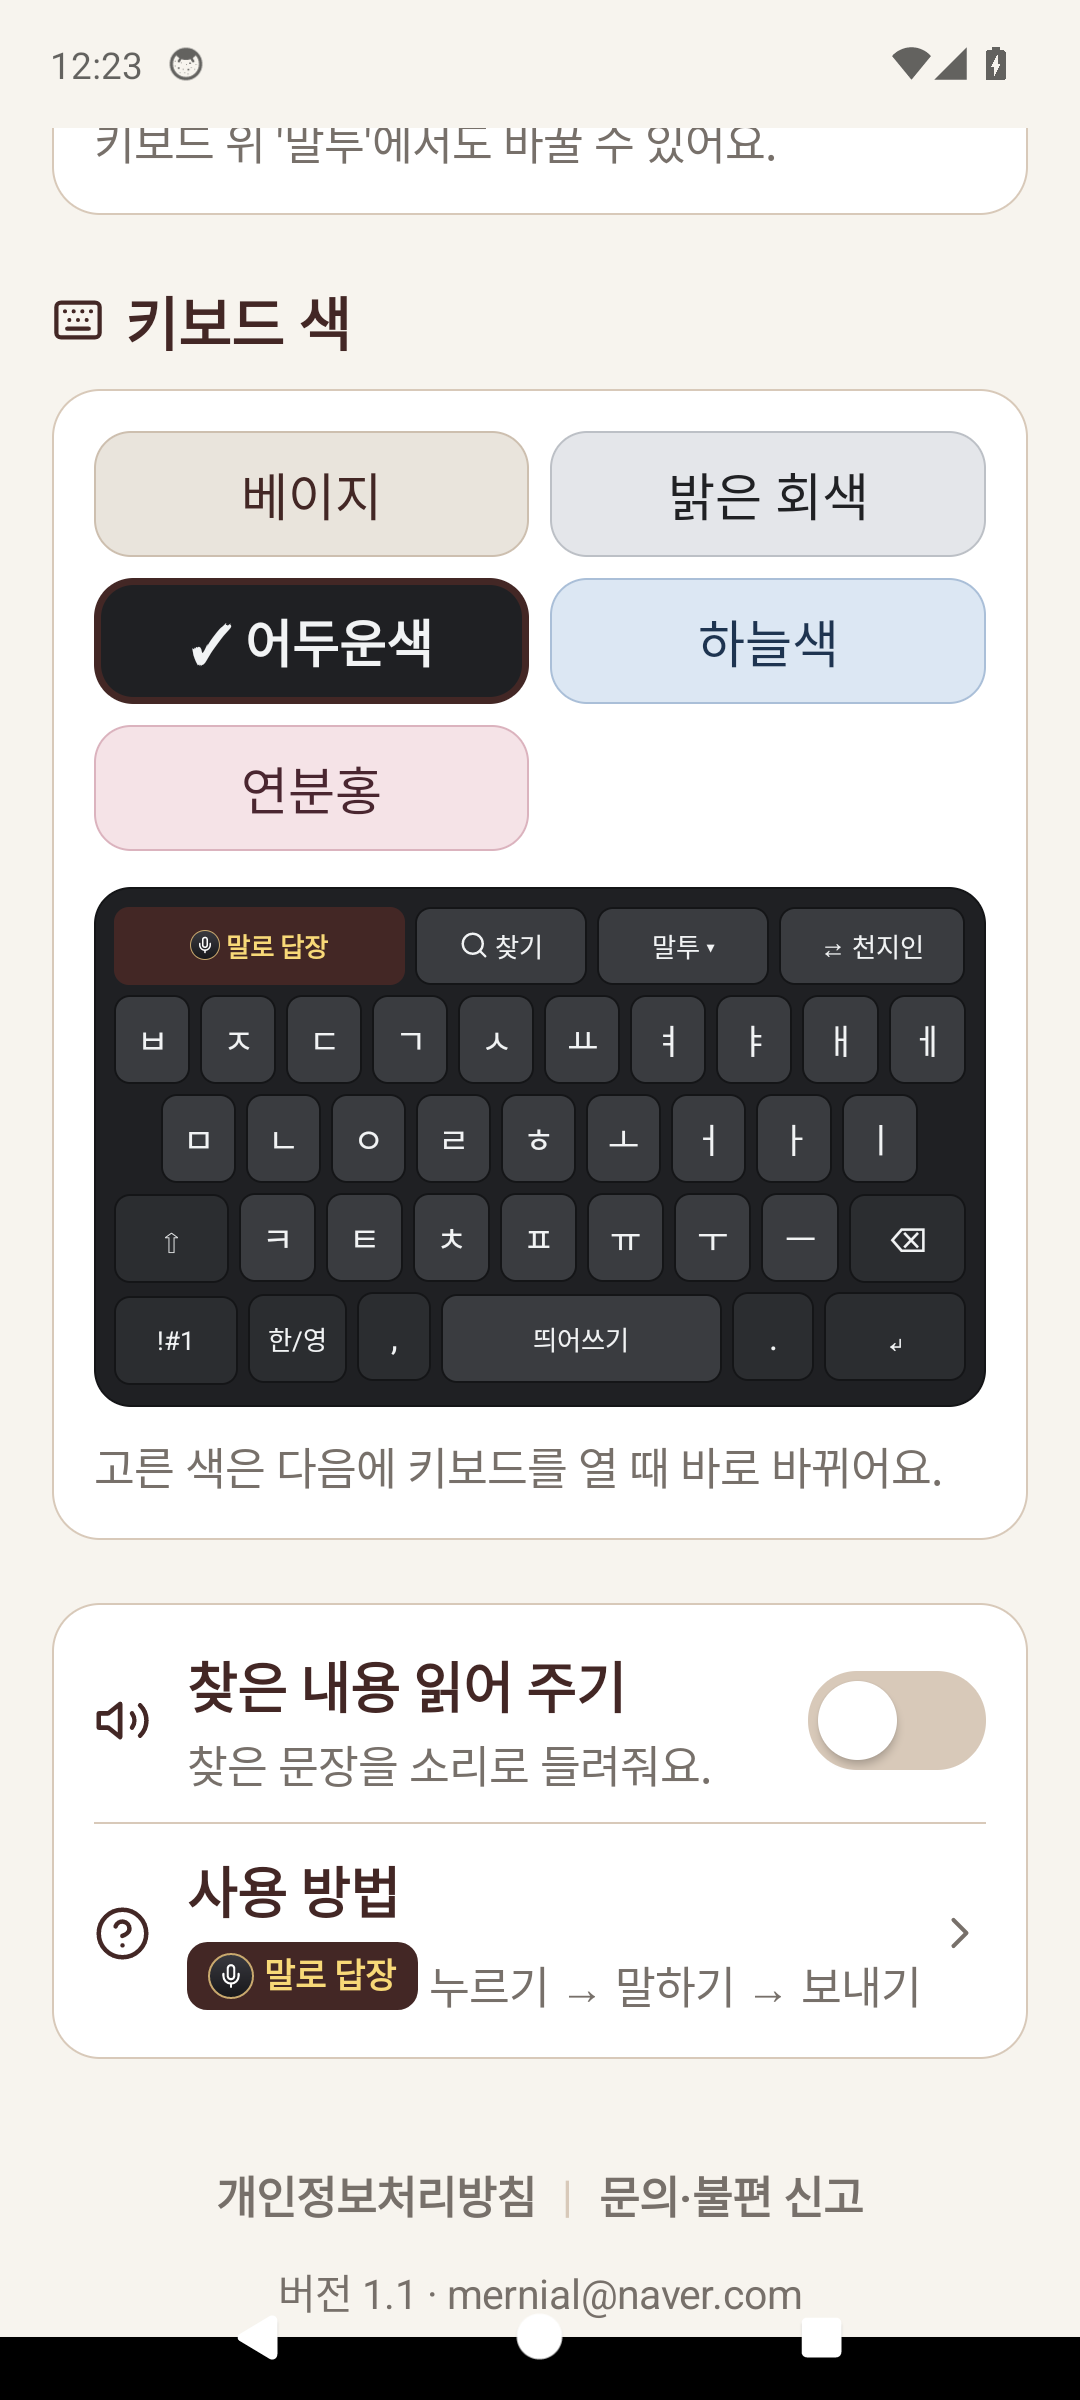 12:23
키보드 위 '말투'에서도 바꿀 수 있어요.
키보드 색
베이지
밝은 회색
✓ 어두운색
하늘색
연분홍
말로 답장 찾기 말투 ▾ ⇄ 천지인
ㅂ ㅈ ㄷ ㄱ ㅅ ㅛ ㅕ ㅑ ㅐ ㅔ
ㅁ ㄴ ㅇ ㄹ ㅎ ㅗ ㅓ ㅏ ㅣ
⇧ ㅋ ㅌ ㅊ ㅍ ㅠ ㅜ ㅡ ⌫
!#1 한/영 , 띄어쓰기 . ↲
고른 색은 다음에 키보드를 열 때 바로 바뀌어요.
찾은 내용 읽어 주기
찾은 문장을 소리로 들려줘요.
사용 방법
말로 답장 누르기 → 말하기 → 보내기
개인정보처리방침 | 문의·불편 신고
버전 1.1 · mernial@naver.com